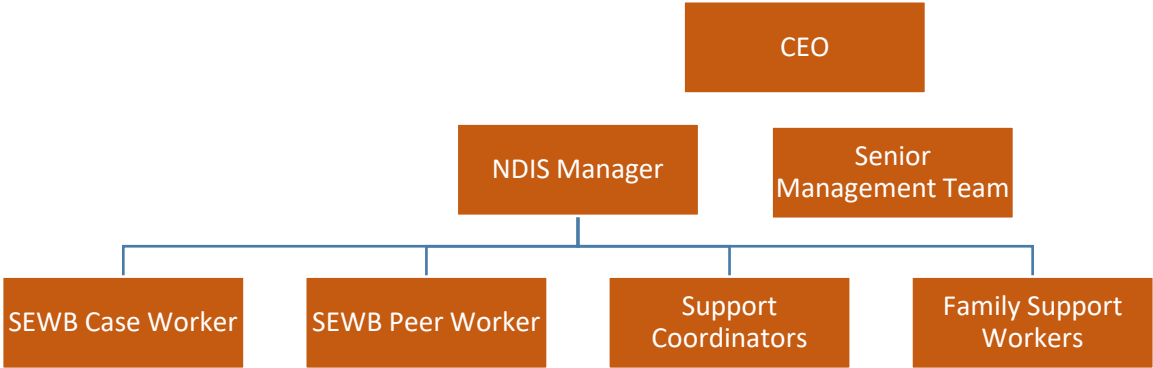 CEO
NDIS Manager
Senior
Management Team
SEWB Case Worker
SEWB Peer Worker
Support
Coordinators
Family Support
Workers